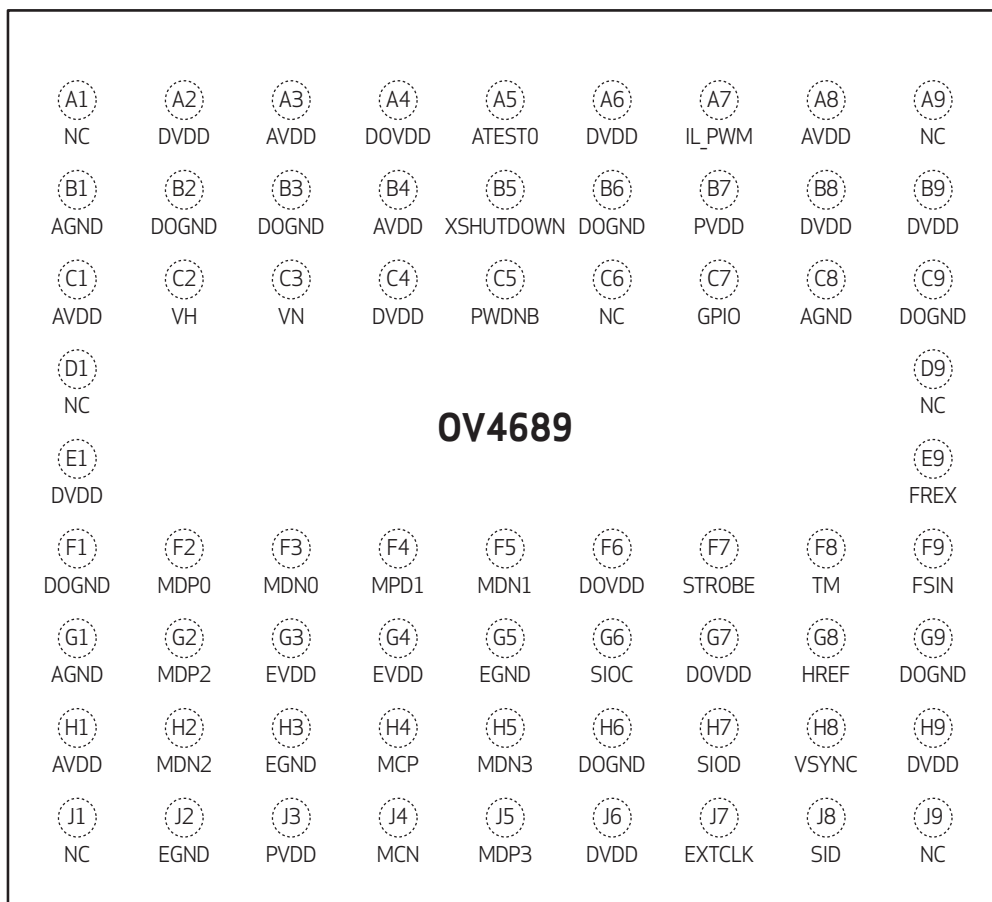 A1 A2 A3 A4 A5 A6 A7 A8 A9
NC DVDD AVDD DOVDD ATEST0 DVDD IL_PWM AVDD NC
B1 B2 B3 B4 B5 B6 B7 B8 B9
AGND DOGND DOGND AVDD XSHUTDOWN DOGND PVDD DVDD DVDD
C1 C2 C3 C4 C5 C6 C7 C8 C9
AVDD VH VN DVDD PWDNB NC GPIO AGND DOGND
D1 D9
NC NC
OV4689
E1 E9
DVDD FREX
F1 F2 F3 F4 F5 F6 F7 F8 F9
DOGND MDP0 MDN0 MPD1 MDN1 DOVDD STROBE TM FSIN
G1 G2 G3 G4 G5 G6 G7 G8 G9
AGND MDP2 EVDD EVDD EGND SIOC DOVDD HREF DOGND
H1 H2 H3 H4 H5 H6 H7 H8 H9
AVDD MDN2 EGND MCP MDN3 DOGND SIOD VSYNC DVDD
J1 J2 J3 J4 J5 J6 J7 J8 J9
NC EGND PVDD MCN MDP3 DVDD EXTCLK SID NC